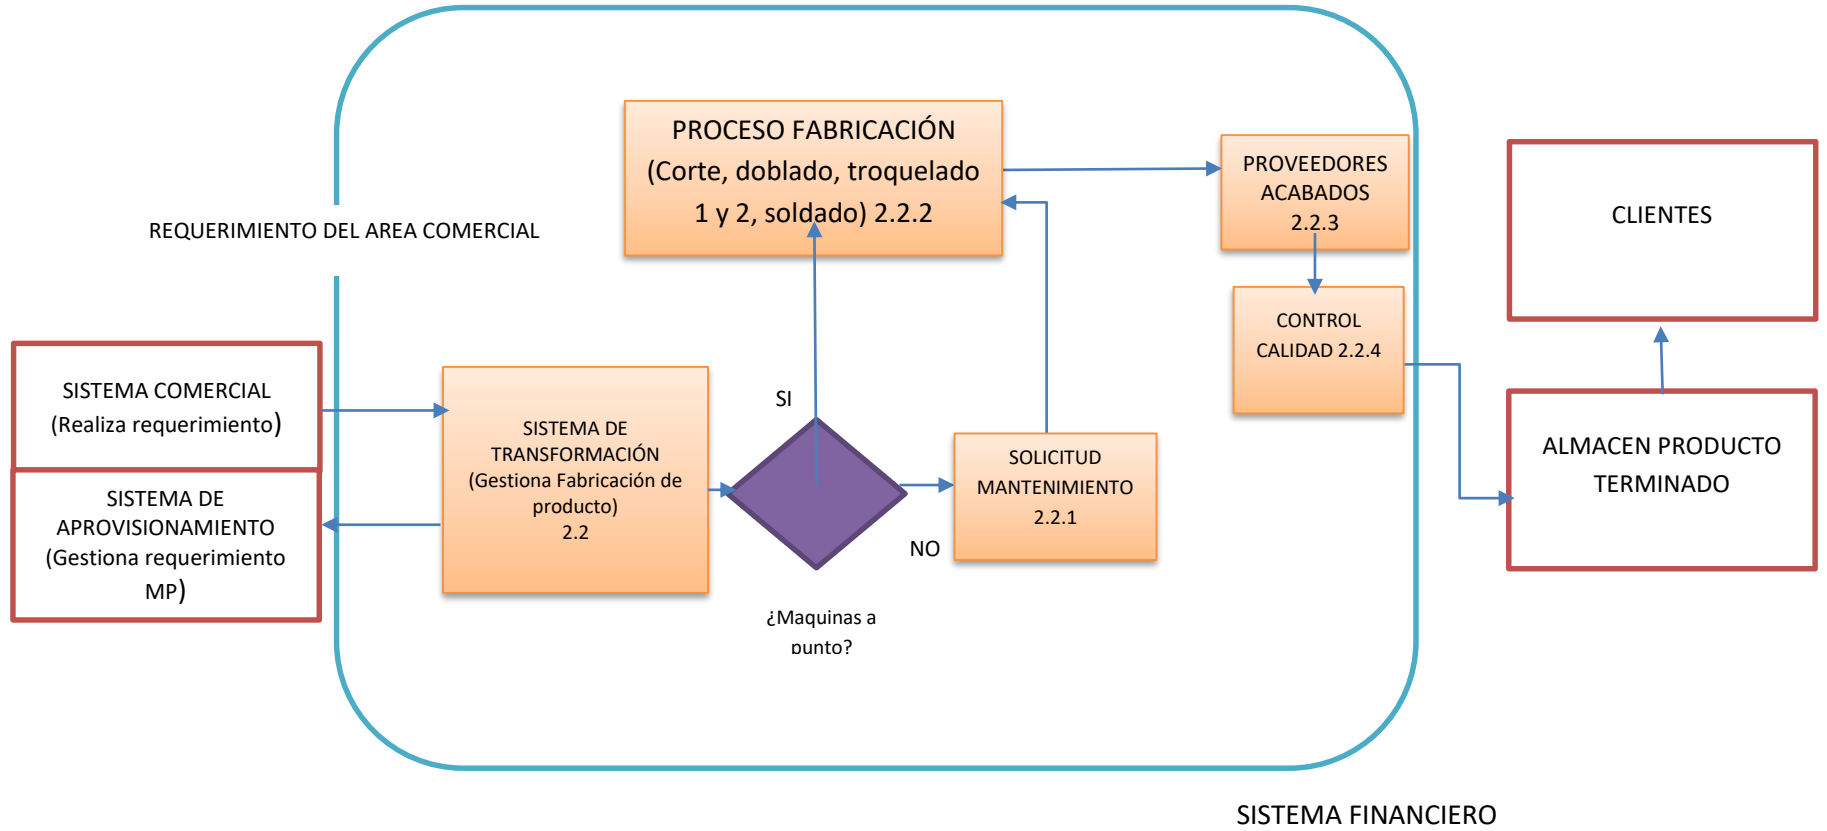 PROCESO FABRICACIÓN
(Corte, doblado, troquelado
1 y 2, soldado) 2.2.2
PROVEEDORES
ACABADOS
2.2.3
CLIENTES
REQUERIMIENTO DEL AREA COMERCIAL
CONTROL
CALIDAD 2.2.4
SISTEMA COMERCIAL
(Realiza requerimiento)
SISTEMA DE
APROVISIONAMIENTO
(Gestiona requerimiento
MP)
SISTEMA DE
TRANSFORMACIÓN
(Gestiona Fabricación de
producto)
2.2
SI
NO
¿Maquinas a
punto?
SOLICITUD
MANTENIMIENTO
2.2.1
ALMACEN PRODUCTO
TERMINADO
SISTEMA FINANCIERO